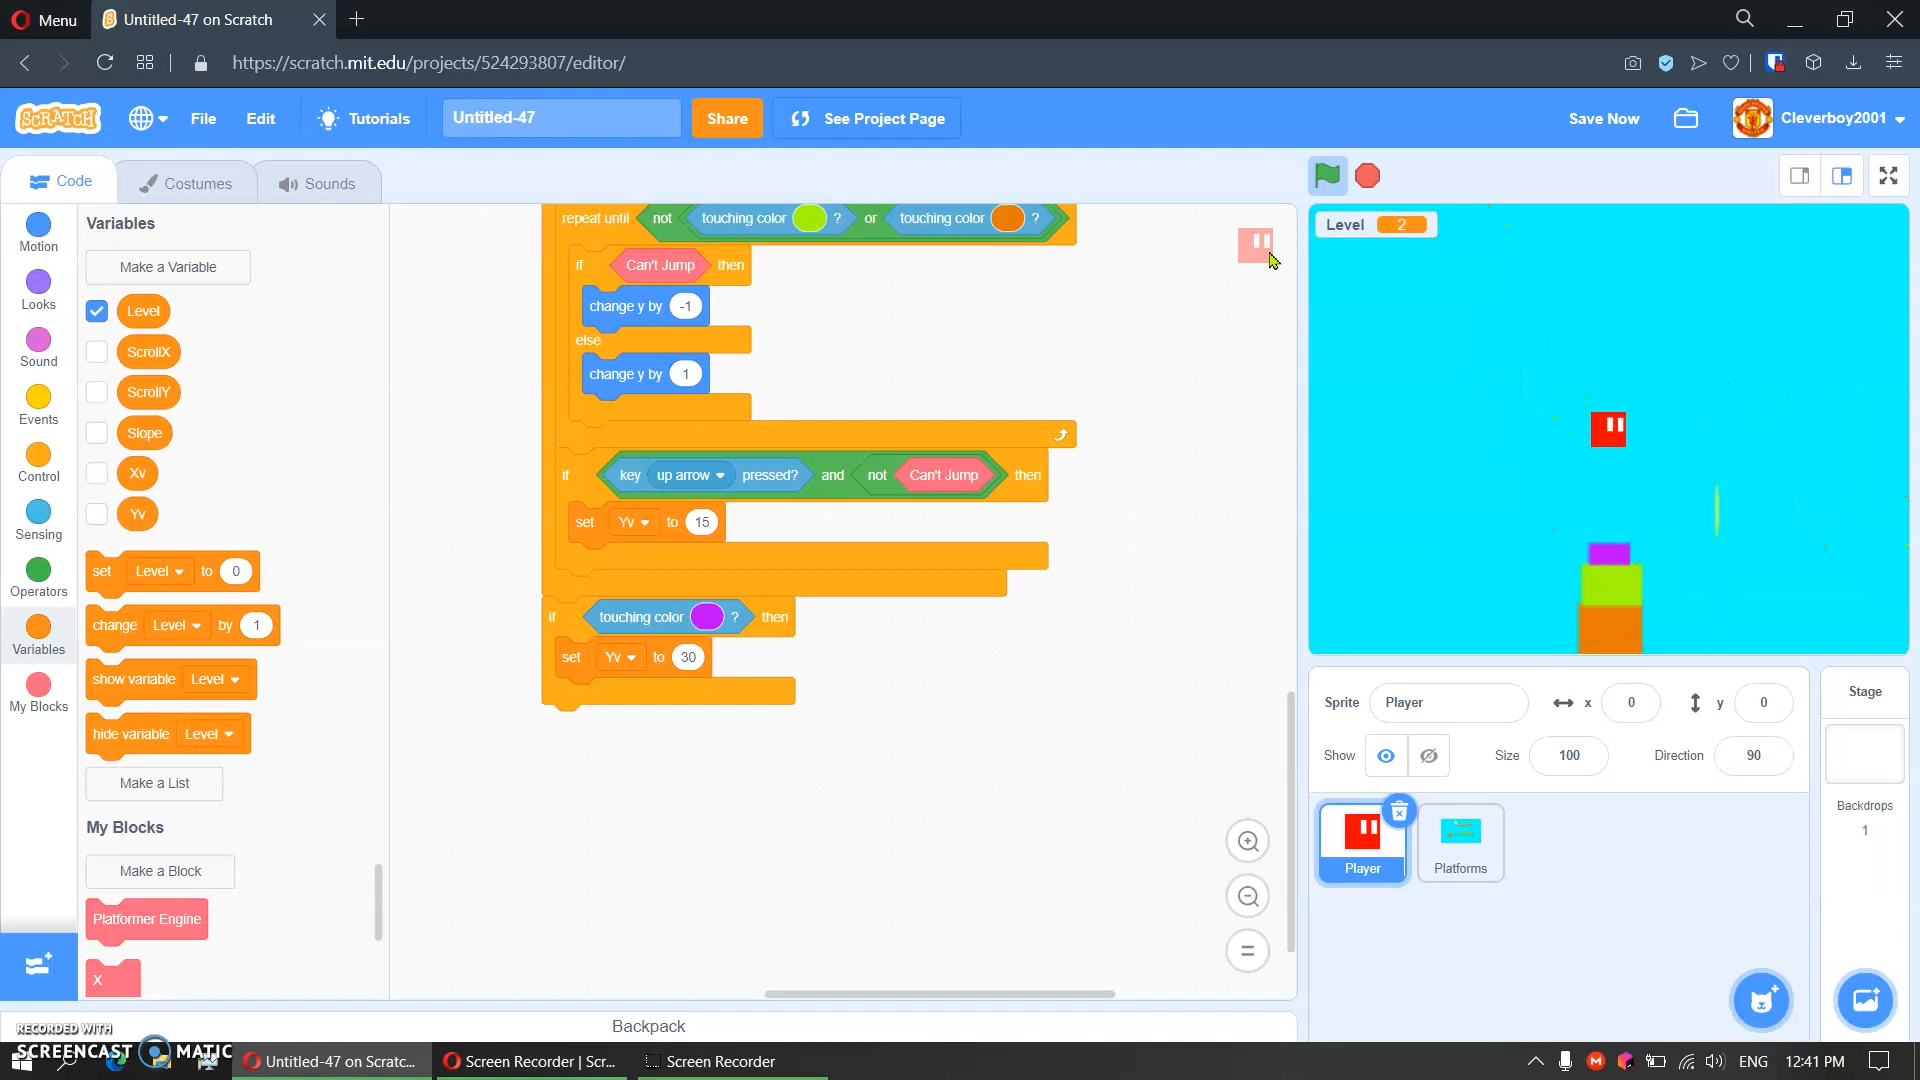 Menu
Untitled-47 on Scratch
https://scratch.mit.edu/projects/524293807/editor/
SCRATCH
File
Edit
Tutorials
Untitled-47
Share
See Project Page
Save Now
Cleverboy2001
Code
Costumes
Sounds
Motion
Looks
Sound
Events
Control
Sensing
Operators
Variables
My Blocks
Variables
Make a Variable
Level
ScrollX
ScrollY
Slope
Xv
Yv
set Level to 0
change Level by 1
show variable Level
hide variable Level
Make a List
My Blocks
Make a Block
Platformer Engine
X
repeat until not touching color ? or touching color ?
if Can't Jump then
change y by -1
else
change y by 1
if key up arrow pressed? and not Can't Jump then
set Yv to 15
if touching color ? then
set Yv to 30
Backpack
Level 2
Sprite Player x 0 y 0
Show Size 100 Direction 90
Player
Platforms
Stage
Backdrops
1
RECORDED WITH
SCREENCAST MATIC
Untitled-47 on Scratc...
Screen Recorder | Scr...
Screen Recorder
ENG
12:41 PM